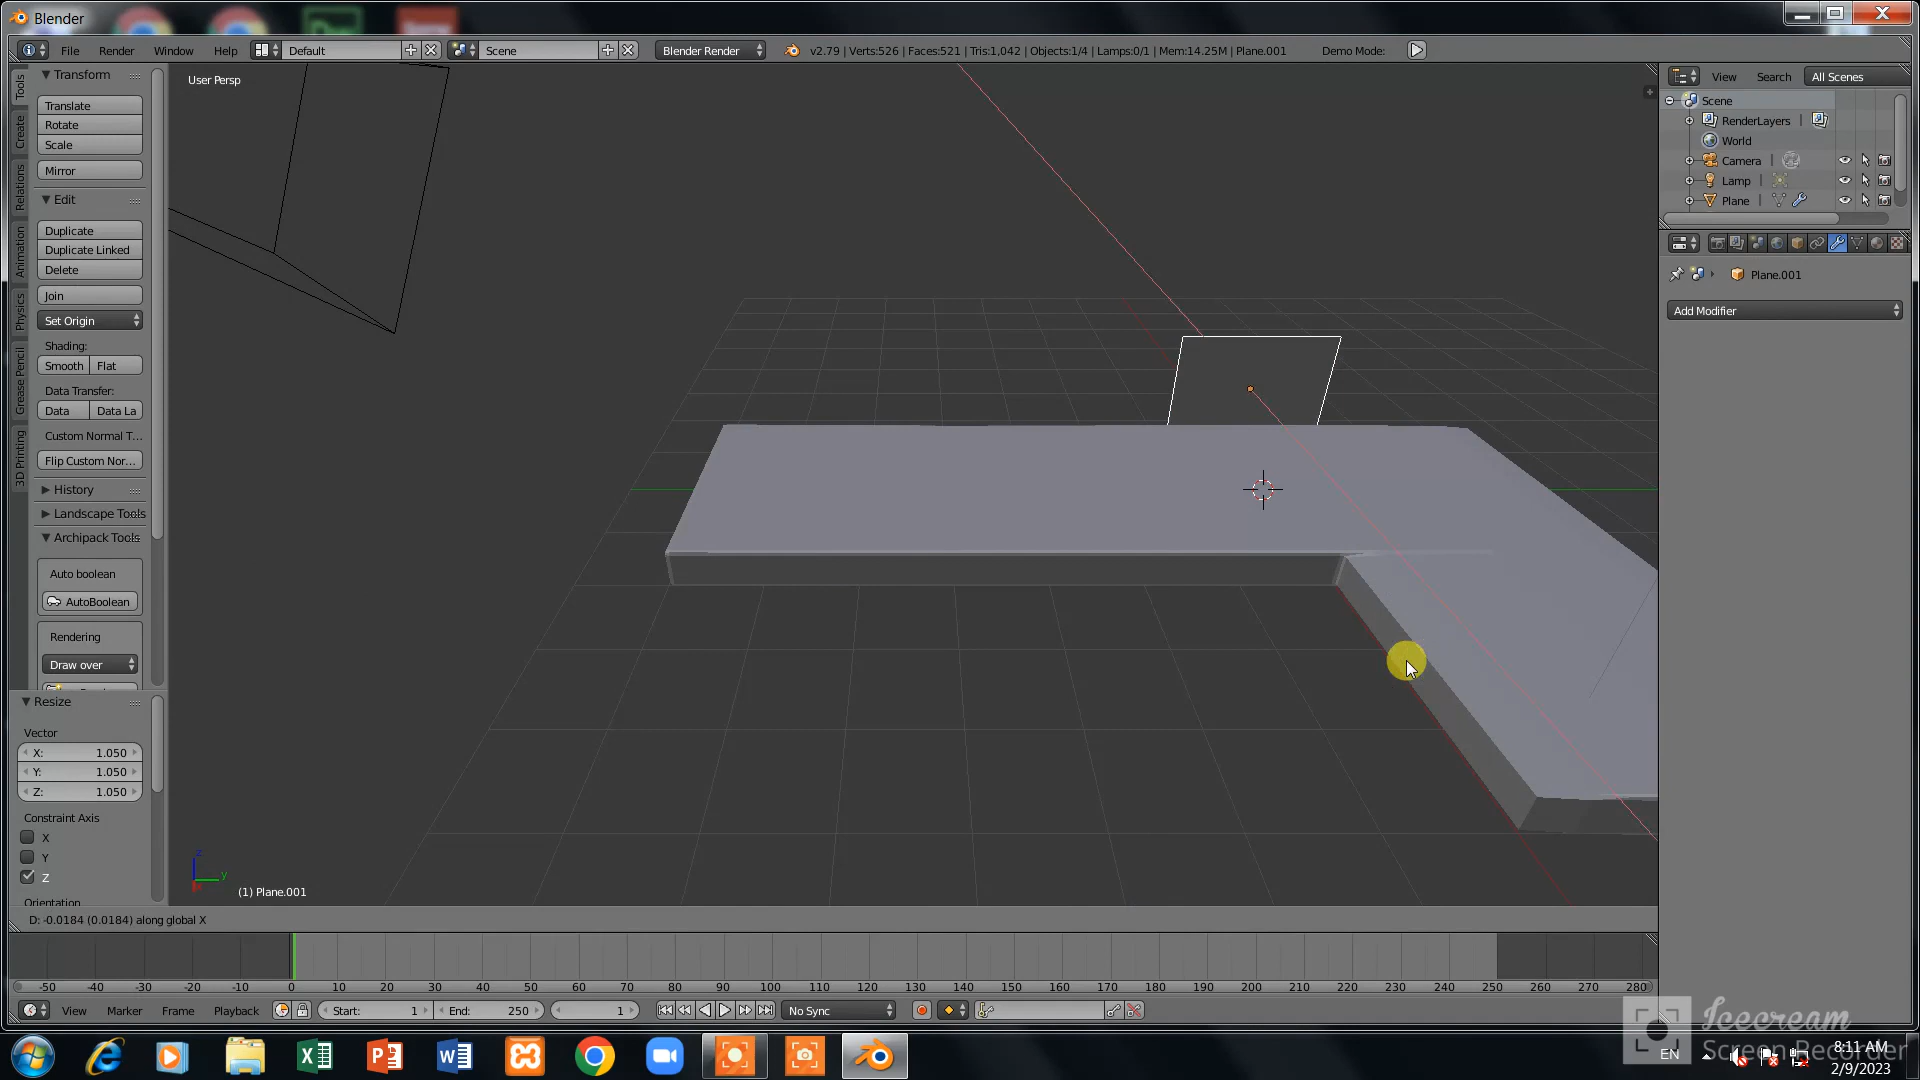 Blender
File Render Window Help Default Scene Blender Render v2.79 | Verts:526 | Faces:521 | Tris:1,042 | Objects:1/4 | Lamps:0/1 | Mem:14.25M | Plane.001 Demo Mode:
Tools
Create
Relations
Animation
Physics
Grease Pencil
3D Printing
Transform
Translate
Rotate
Scale
Mirror
Edit
Duplicate
Duplicate Linked
Delete
Join
Set Origin
Shading:
Smooth Flat
Data Transfer:
Data Data La
Custom Normal T...
Flip Custom Nor...
History
Landscape Tools
Archipack Tools
Auto boolean
AutoBoolean
Rendering
Draw over
Resize
Vector
X: 1.050
Y: 1.050
Z: 1.050
Constraint Axis
X
Y
Z
Orientation
User Persp
z
y
(1) Plane.001
D: -0.0184 (0.0184) along global X
View Search All Scenes
Scene
RenderLayers
World
Camera
Lamp
Plane
Plane.001
Add Modifier
-50 -40 -30 -20 -10 0 10 20 30 40 50 60 70 80 90 100 110 120 130 140 150 160 170 180 190 200 210 220 230 240 250 260 270 280
View Marker Frame Playback Start: 1 End: 250 1 No Sync
Icecream
Screen Recorder
EN
8:11 AM
2/9/2023